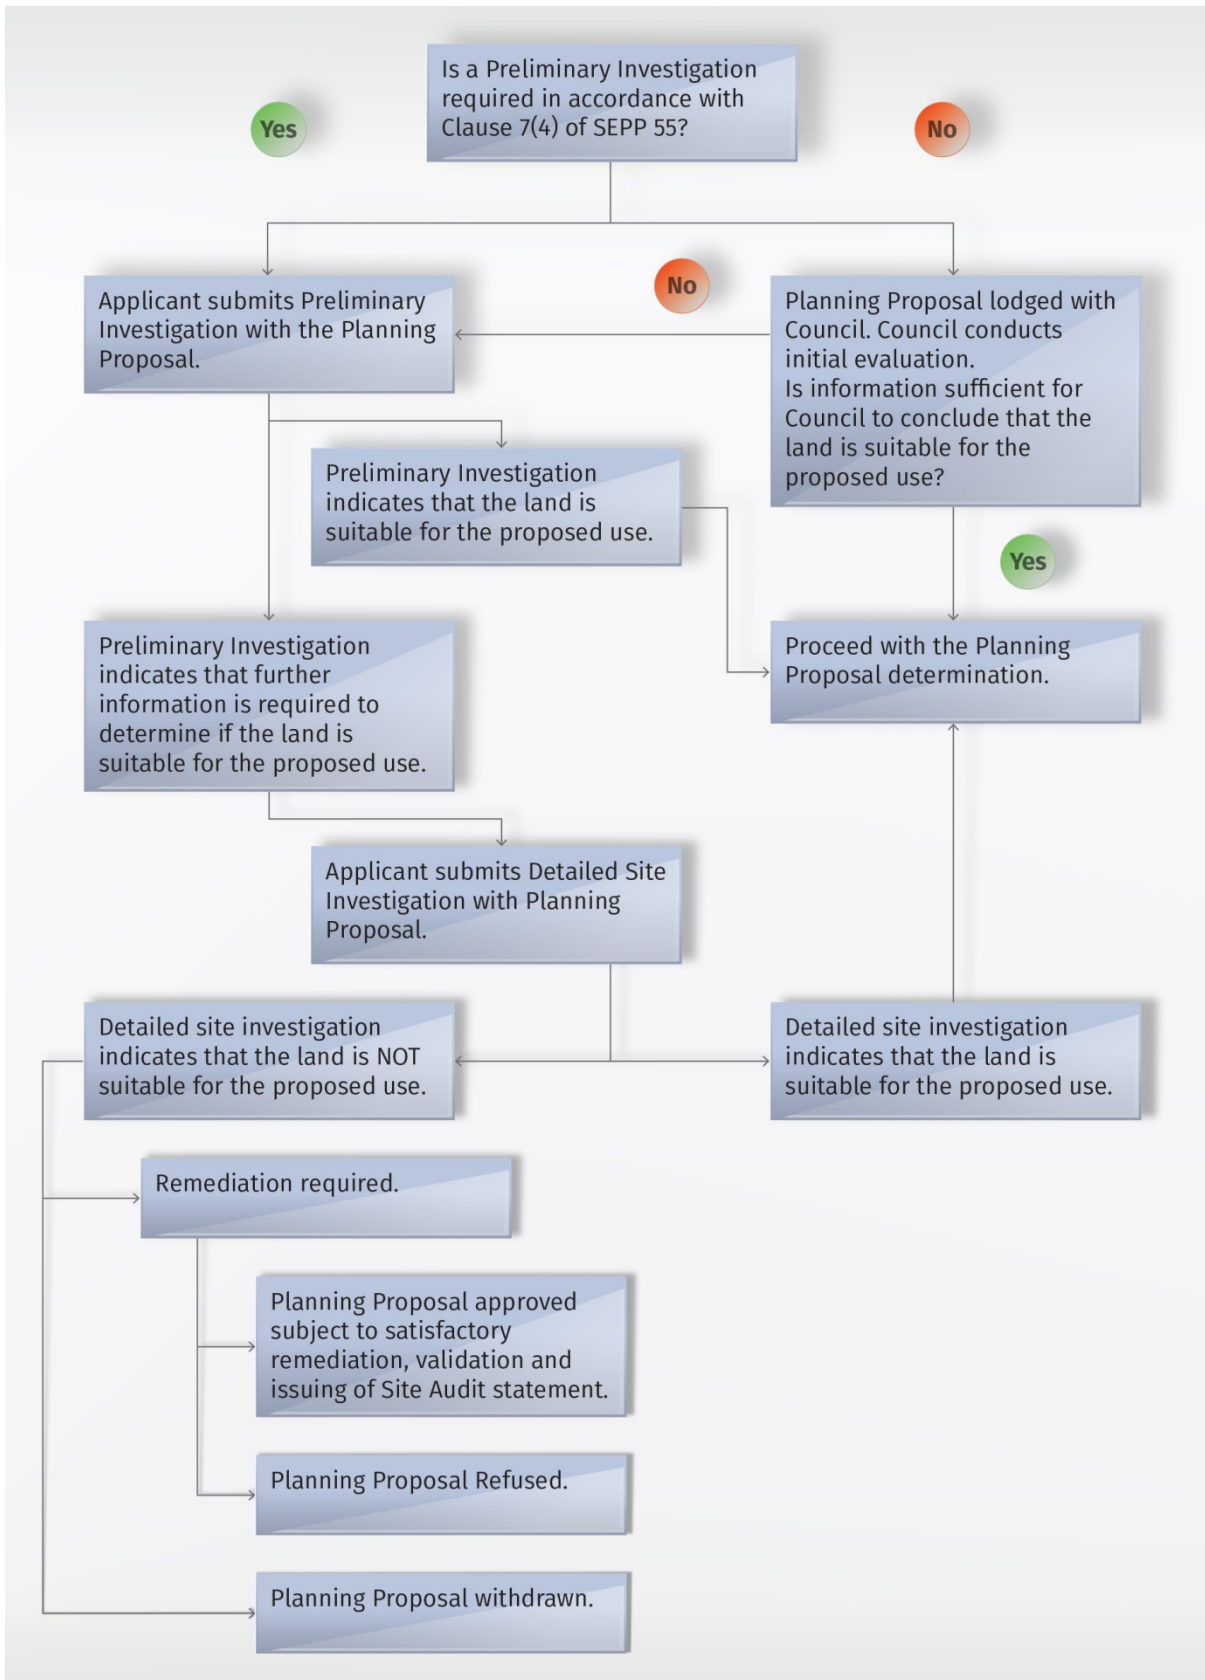 Is a Preliminary Investigation
required in accordance with
Clause 7(4) of SEPP 55?
Yes
No
Applicant submits Preliminary
Investigation with the Planning
Proposal.
No
Planning Proposal lodged with
Council. Council conducts
initial evaluation.
Is information sufficient for
Council to conclude that the
land is suitable for the
proposed use?
Preliminary Investigation
indicates that the land is
suitable for the proposed use.
Yes
Preliminary Investigation
indicates that further
information is required to
determine if the land is
suitable for the proposed use.
Proceed with the Planning
Proposal determination.
Applicant submits Detailed Site
Investigation with Planning
Proposal.
Detailed site investigation
indicates that the land is NOT
suitable for the proposed use.
Detailed site investigation
indicates that the land is
suitable for the proposed use.
Remediation required.
Planning Proposal approved
subject to satisfactory
remediation, validation and
issuing of Site Audit statement.
Planning Proposal Refused.
Planning Proposal withdrawn.